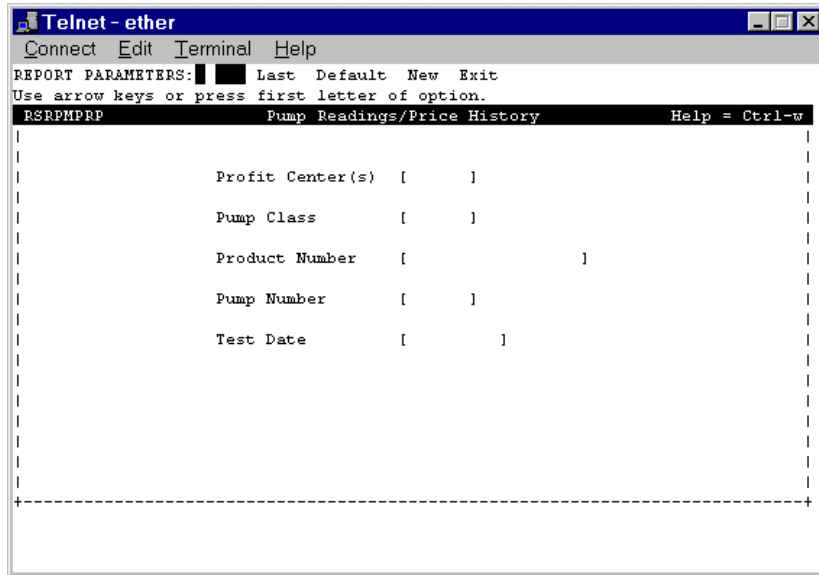 Telnet - ether
Connect Edit Terminal Help
REPORT PARAMETERS: Last Default New Exit
Use arrow keys or press first letter of option.
RSRPMPRP Pump Readings/Price History Help = Ctrl-w
Profit Center(s) [ ]
Pump Class [ ]
Product Number [ ]
Pump Number [ ]
Test Date [ ]